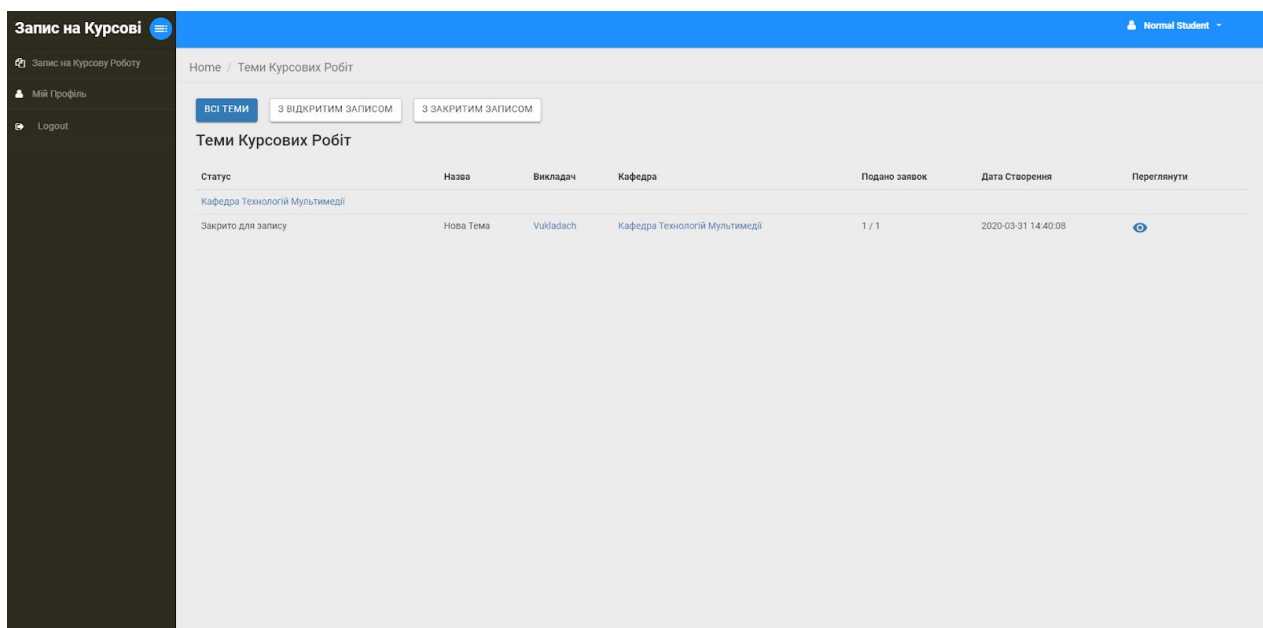 Запис на Курсові
Normal Student
Запис на Курсову Роботу
Мій Профіль
Logout
Home / Теми Курсових Робіт
ВСІ ТЕМИ З ВІДКРИТИМ ЗАПИСОМ З ЗАКРИТИМ ЗАПИСОМ
Теми Курсових Робіт
Статус Назва Викладач Кафедра Подано заявок Дата Створення Переглянути
Кафедра Технологій Мультимедії
Закрито для запису Нова Тема Vukladach Кафедра Технологій Мультимедії 1 / 1 2020-03-31 14:40:08